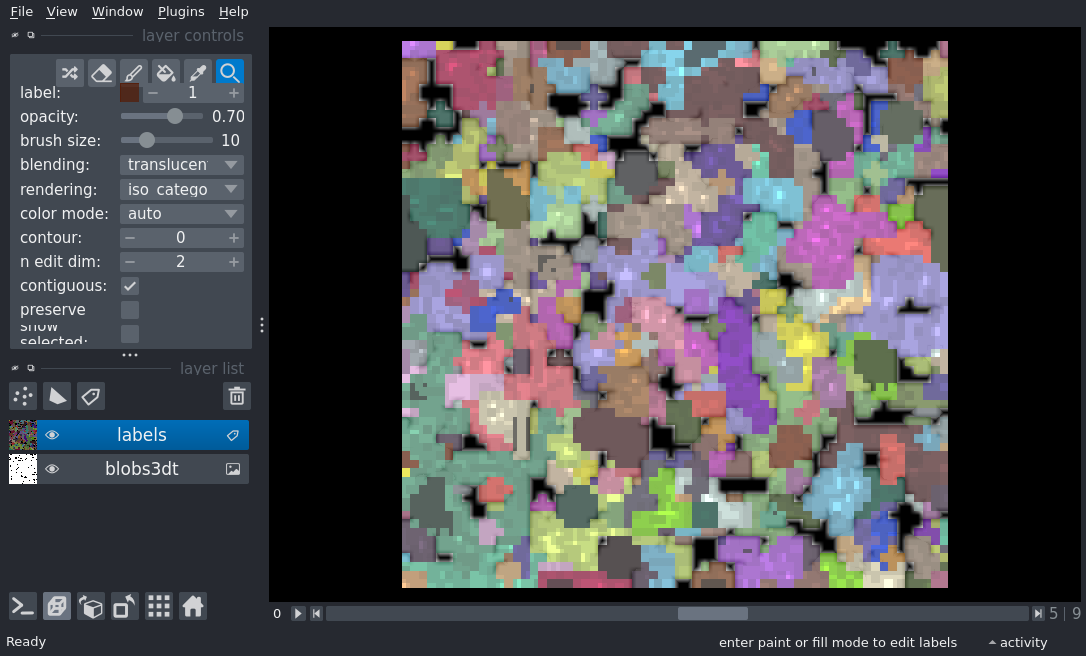 File View Window Plugins Help
layer controls
label: 1
opacity: 0.70
brush size: 10
blending: translucen
rendering: iso_catego
color mode: auto
contour: 0
n edit dim: 2
contiguous:
preserve
show
selected:
layer list
labels
blobs3dt
0 5 9
Ready enter paint or fill mode to edit labels activity